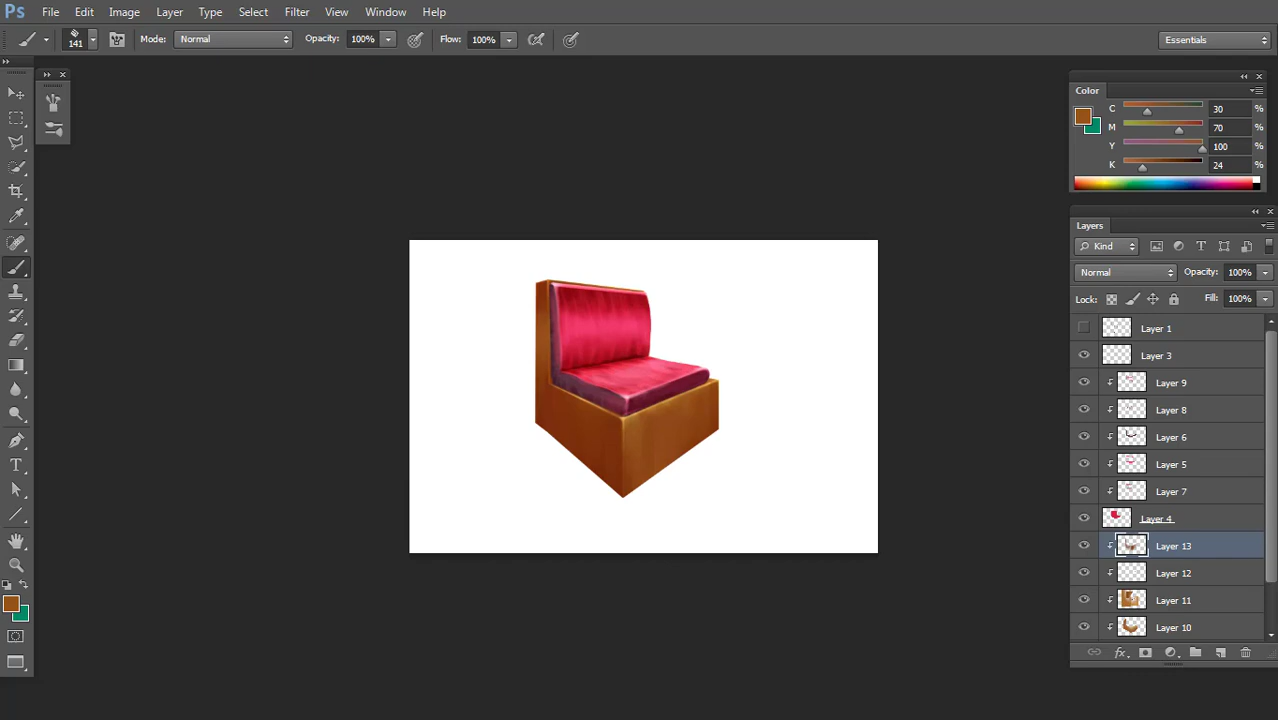 Ps File Edit Image Layer Type Select Filter View Window Help
141 Mode: Normal Opacity: 100% Flow: 100% Essentials
Color
C 30 %
M 70 %
Y 100 %
K 24 %
Layers
Kind T
Normal Opacity: 100%
Lock: Fill: 100%
Layer 1
Layer 3
Layer 9
Layer 8
Layer 6
Layer 5
Layer 7
Layer 4
Layer 13
Layer 12
Layer 11
Layer 10
T
fx